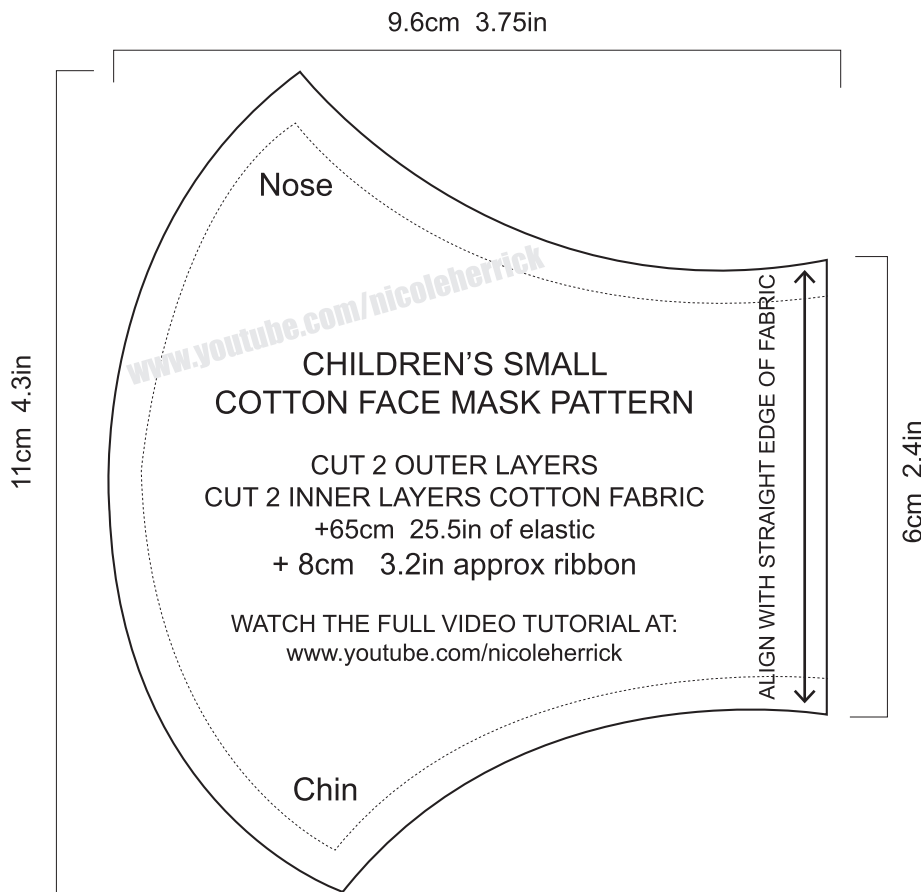 9.6cm 3.75in
Nose
www.youtube.com/nicoleherrick
CHILDREN'S SMALL
COTTON FACE MASK PATTERN
CUT 2 OUTER LAYERS
CUT 2 INNER LAYERS COTTON FABRIC
+65cm 25.5in of elastic
+ 8cm 3.2in approx ribbon
WATCH THE FULL VIDEO TUTORIAL AT:
www.youtube.com/nicoleherrick
Chin
11cm 4.3in
ALIGN WITH STRAIGHT EDGE OF FABRIC
6cm 2.4in